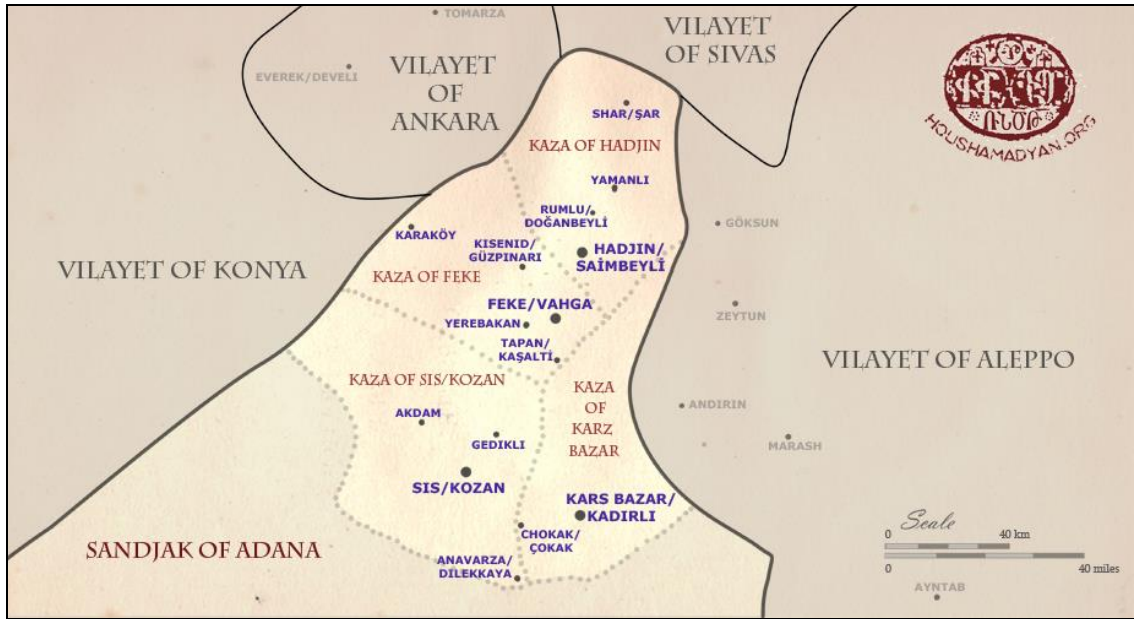 TOMARZA
VILAYET
OF SIVAS
EVEREK/DEVELI
VILAYET
OF
ANKARA
HOUSHAMADYAN.ORG
SHAR/ŞAR
KAZA OF HADJIN
YAMANLI
RUMLU/
DOĞANBEYLİ
GÖKSUN
KARAKÖY
KISENID/
GÜZPINARI
HADJIN/
SAİMBEYLİ
VILAYET OF KONYA
KAZA OF FEKE
FEKE/VAHGA
ZEYTUN
YEREBAKAN
TAPAN/
KAŞALTİ
VILAYET OF ALEPPO
KAZA OF SIS/KOZAN
KAZA
OF
KARZ
BAZAR
ANDIRIN
AKDAM
GEDIKLI
MARASH
SIS/KOZAN
KARS BAZAR/
KADIRLI
CHOKAK/
ÇOKAK
SANDJAK OF ADANA
ANAVARZA/
DILEKKAYA
Scale
0 40 km
0 40 miles
AYNTAB